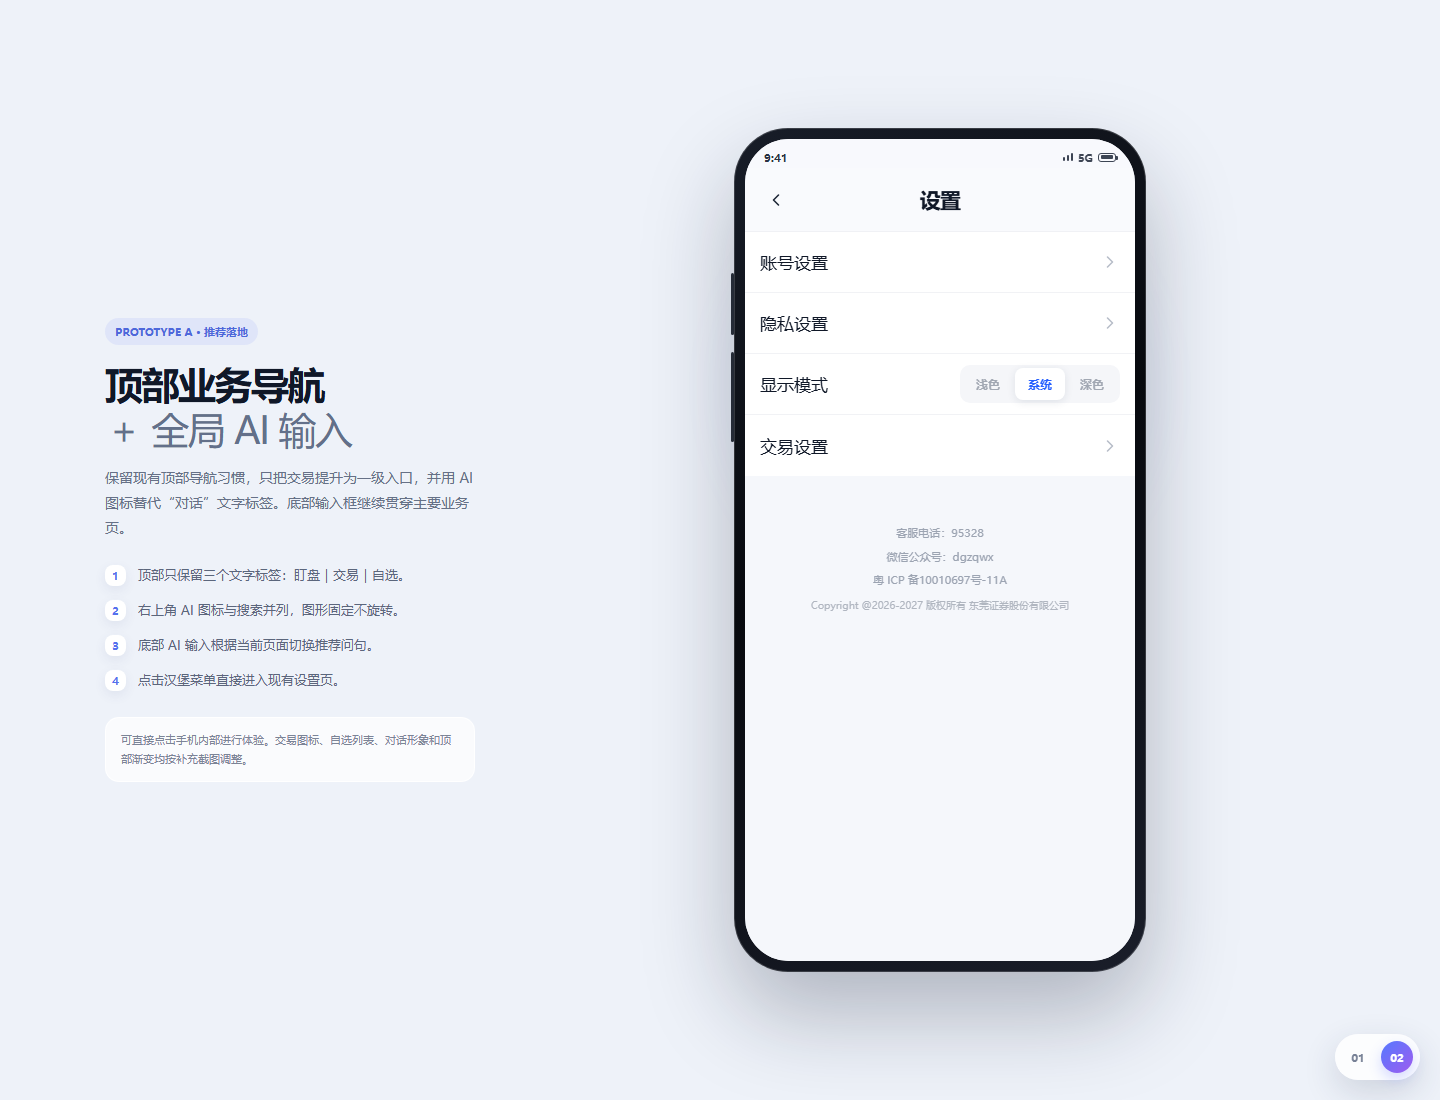 PROTOTYPE A • 推荐落地
顶部业务导航
+ 全局 AI 输入
保留现有顶部导航习惯，只把交易提升为一级入口，并用 AI
图标替代“对话”文字标签。底部输入框继续贯穿主要业务
页。
1 顶部只保留三个文字标签：盯盘｜交易｜自选。
2 右上角 AI 图标与搜索并列，图形固定不旋转。
3 底部 AI 输入根据当前页面切换推荐问句。
4 点击汉堡菜单直接进入现有设置页。
可直接点击手机内部进行体验。交易图标、自选列表、对话形象和顶
部渐变均按补充截图调整。
9:41 5G
设置
账号设置
隐私设置
显示模式 浅色 系统 深色
交易设置
客服电话：95328
微信公众号：dgzqwx
粤 ICP 备10010697号-11A
Copyright @2026-2027 版权所有 东莞证券股份有限公司
01 02